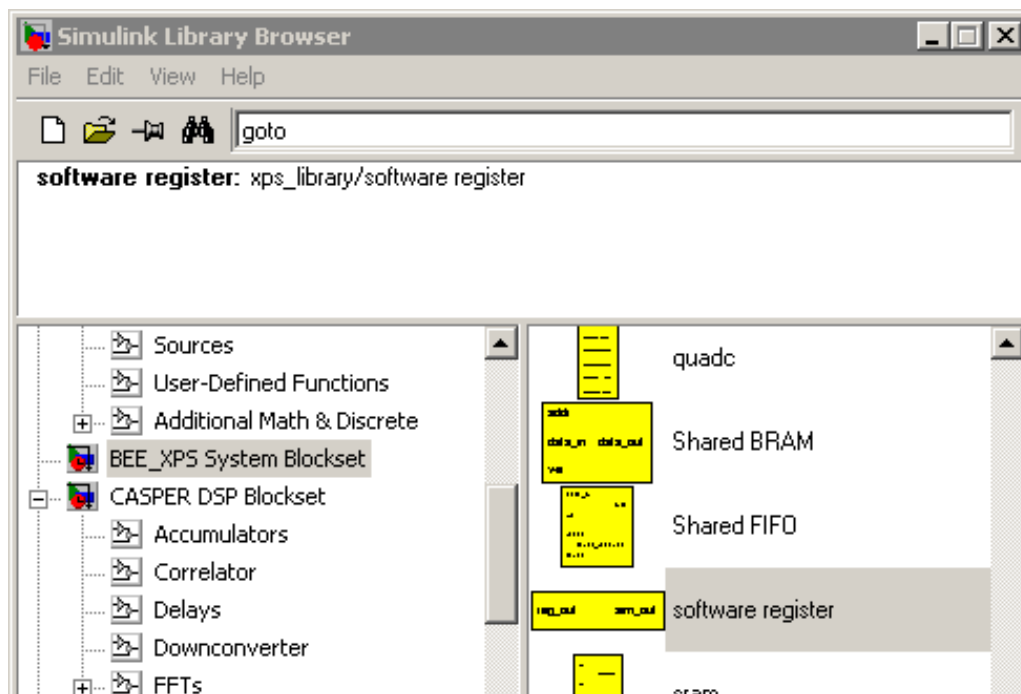 Simulink Library Browser
File Edit View Help
goto
software register: xps_library/software register
Sources
User-Defined Functions
Additional Math & Discrete
BEE_XPS System Blockset
CASPER DSP Blockset
Accumulators
Correlator
Delays
Downconverter
FFTs
quadc
addr
data_in data_out
we
Shared BRAM
Shared FIFO
reg_out sim_out
software register
sram